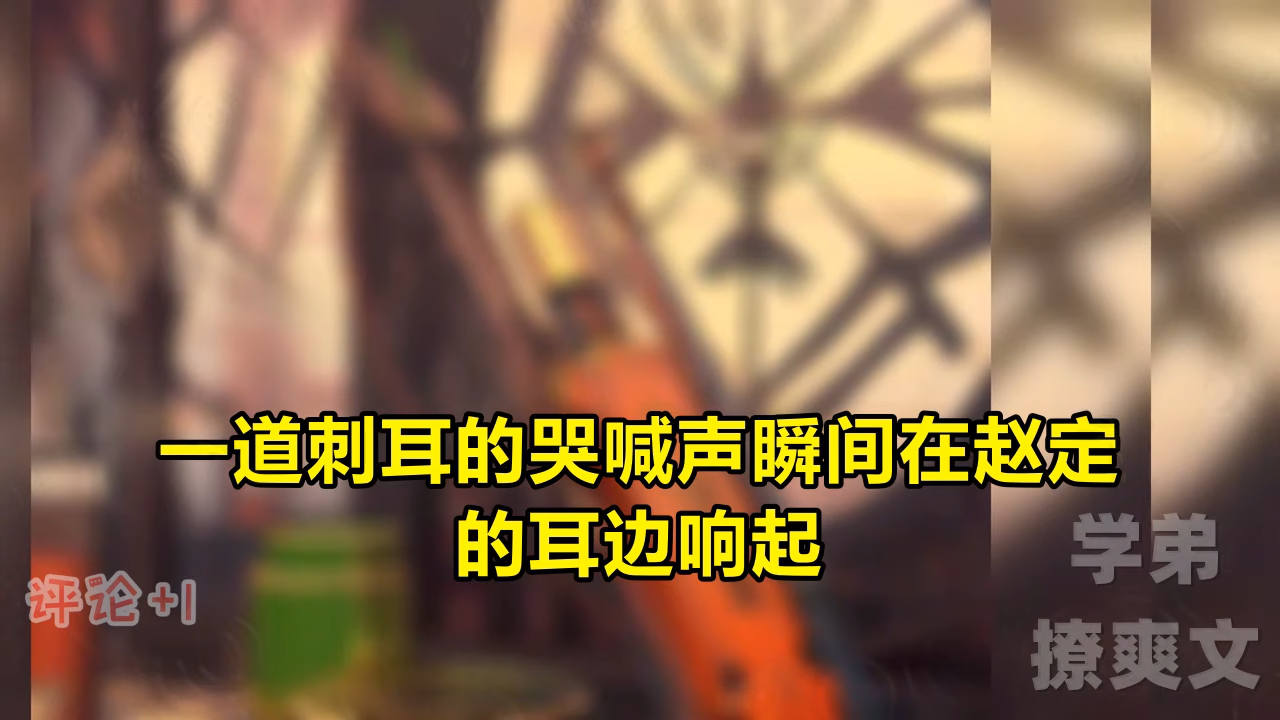 一道刺耳的哭喊声瞬间在赵定
的耳边响起
评论+1
学弟
撩爽文